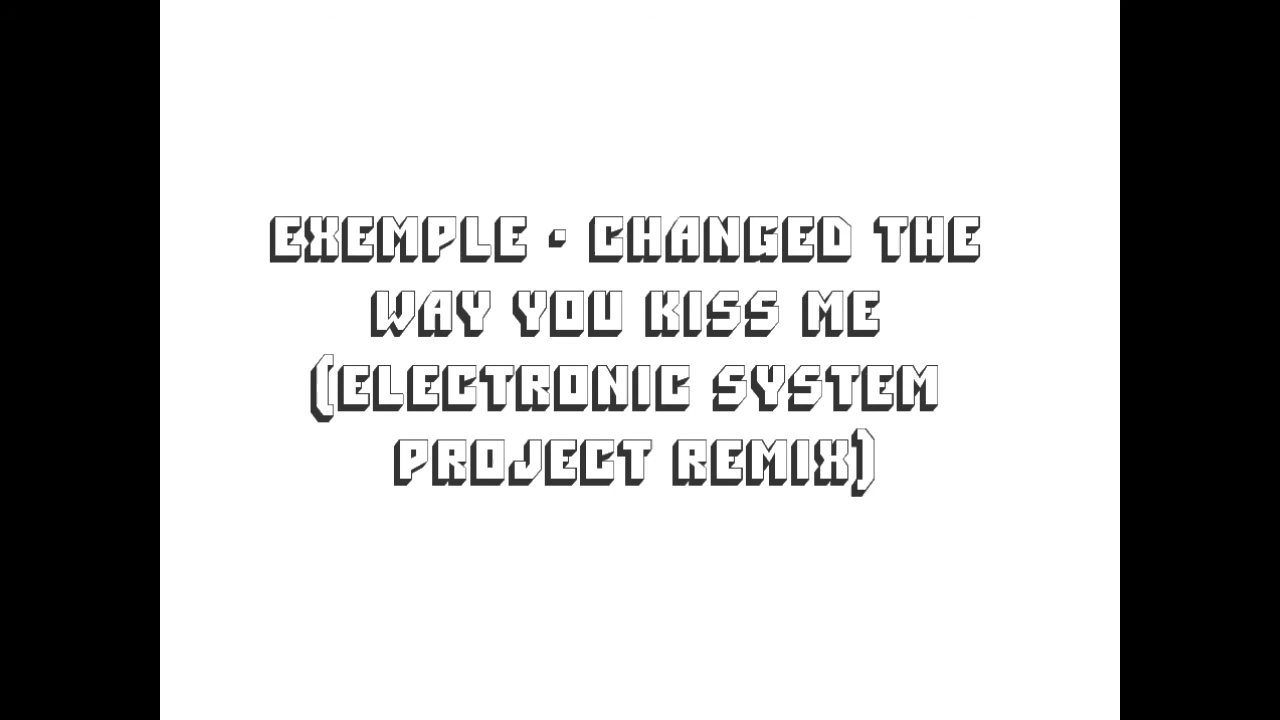 EXEMPLE - CHANGED THE
WAY YOU KISS ME
(ELECTRONIC SYSTEM
PROJECT REMIX)